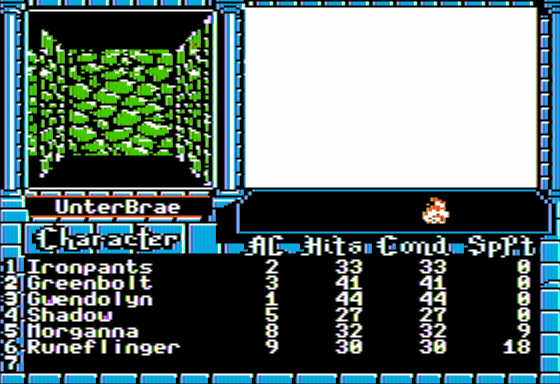 UnterBrae
Character AC Hits Cond SpPt
1 Ironpants 2 33 33 0
2 Greenbolt 3 41 41 0
3 Gwendolyn 1 44 44 0
4 Shadow 5 27 27 0
5 Morganna 8 32 32 9
6 Runeflinger 9 30 30 18
7